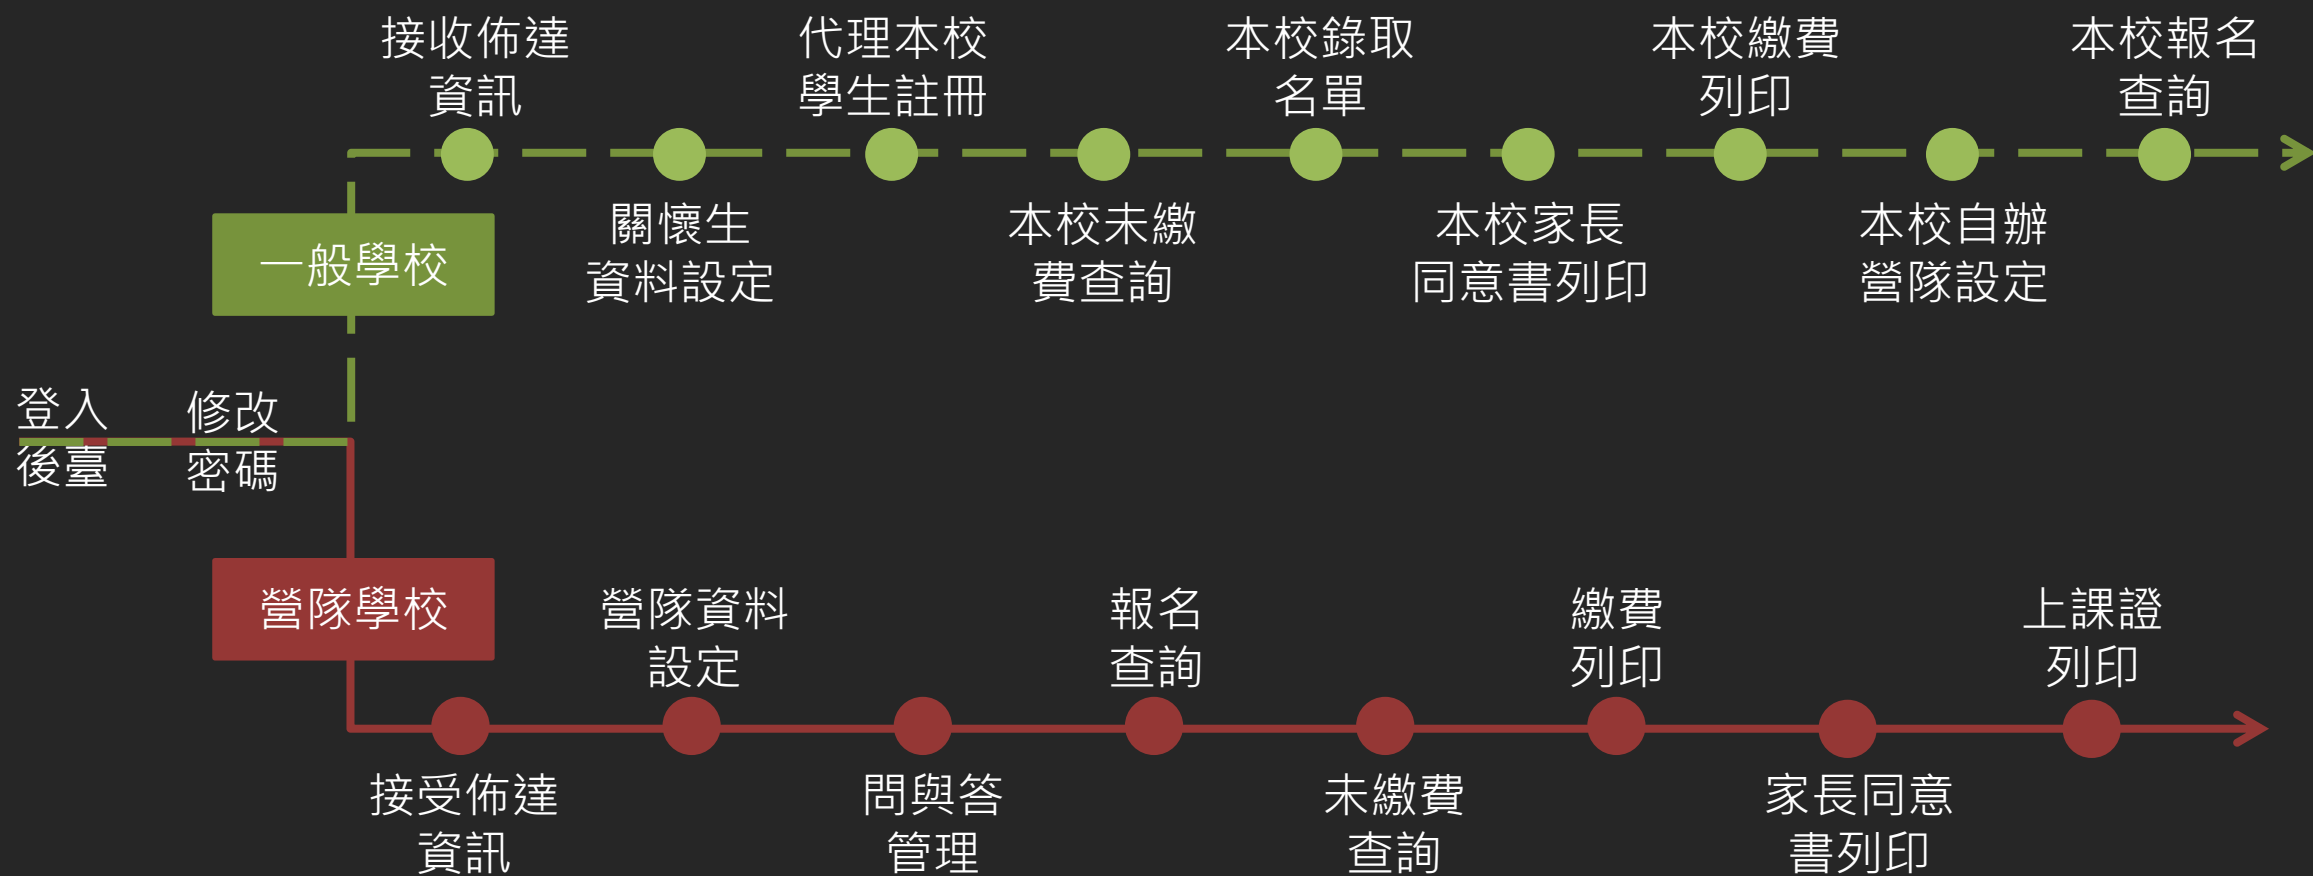 接收佈達
資訊
代理本校
學生註冊
本校錄取
名單
本校繳費
列印
本校報名
查詢
關懷生
資料設定
本校未繳
費查詢
本校家長
同意書列印
本校自辦
營隊設定
一般學校
登入
後臺
修改
密碼
營隊學校
營隊資料
設定
報名
查詢
繳費
列印
上課證
列印
接受佈達
資訊
問與答
管理
未繳費
查詢
家長同意
書列印